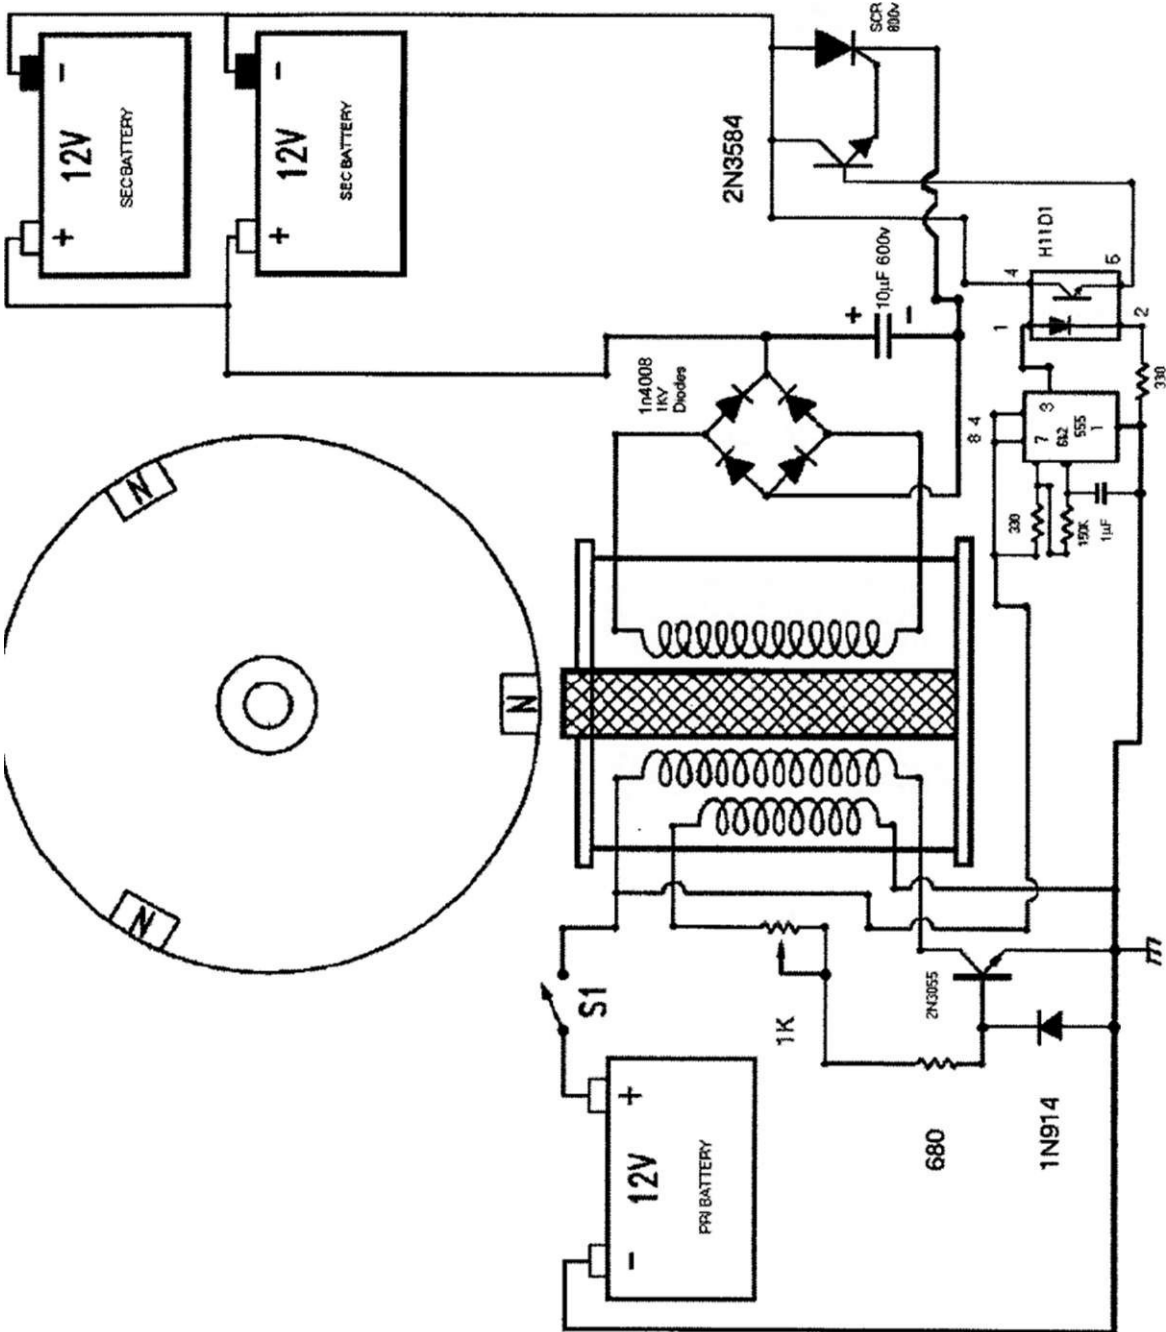 SCR
800v
-
-
12V
SEC BATTERY
12V
SEC BATTERY
+
+
2N3584
H11D1
10µF 600v
+
-
4
5
1
2
1n4008
1KV
Diodes
330
8 4
3
7
6&2
555
1
N
330
150K
1µF
N
N
S1
1K
2N3055
+
12V
PRI BATTERY
-
680
1N914